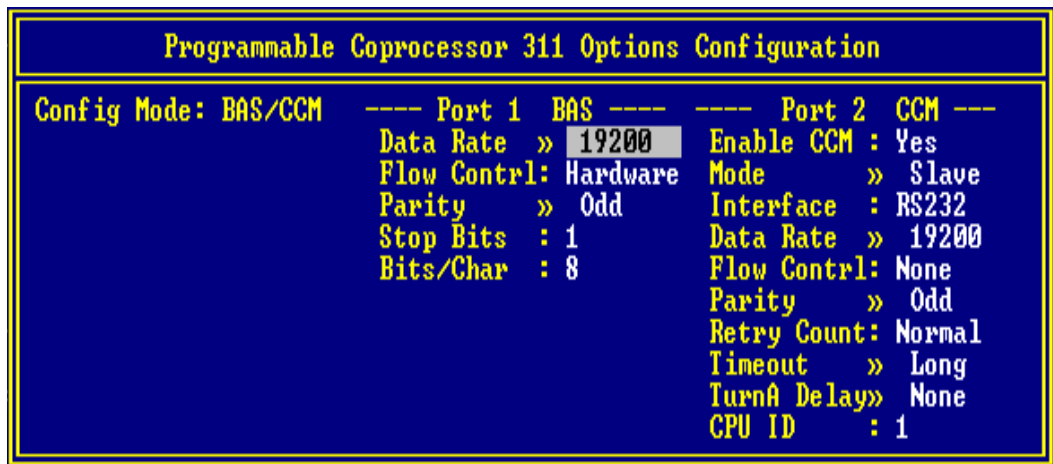 Programmable Coprocessor 311 Options Configuration
Config Mode: BAS/CCM ---- Port 1 BAS ---- ---- Port 2 CCM ---
Data Rate » 19200 Enable CCM : Yes
Flow Contrl: Hardware Mode » Slave
Parity » Odd Interface : RS232
Stop Bits : 1 Data Rate » 19200
Bits/Char : 8 Flow Contrl: None
Parity » Odd
Retry Count: Normal
Timeout » Long
TurnA Delay» None
CPU ID : 1